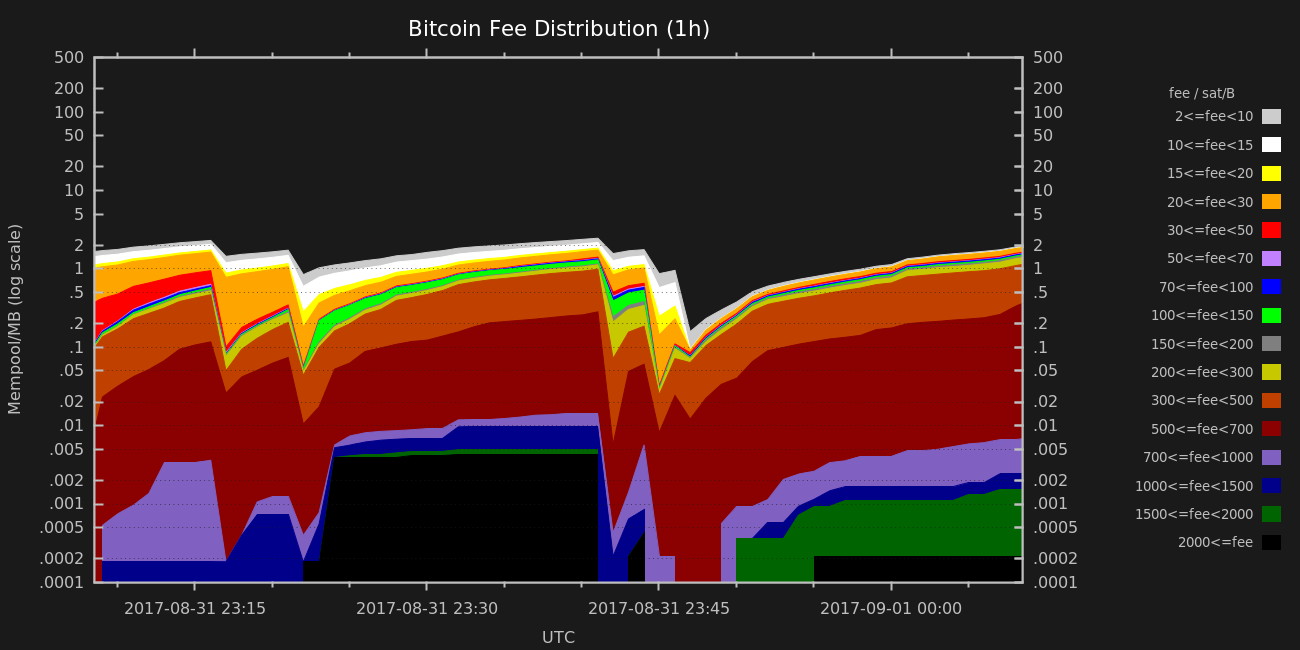 Bitcoin Fee Distribution (1h)
Mempool/MB (log scale)
500
200
100
50
20
10
5
2
1
.5
.2
.1
.05
.02
.01
.005
.002
.001
.0005
.0002
.0001
500
200
100
50
20
10
5
2
1
.5
.2
.1
.05
.02
.01
.005
.002
.001
.0005
.0002
.0001
2017-08-31 23:15 2017-08-31 23:30 2017-08-31 23:45 2017-09-01 00:00
UTC
fee / sat/B
2<=fee<10
10<=fee<15
15<=fee<20
20<=fee<30
30<=fee<50
50<=fee<70
70<=fee<100
100<=fee<150
150<=fee<200
200<=fee<300
300<=fee<500
500<=fee<700
700<=fee<1000
1000<=fee<1500
1500<=fee<2000
2000<=fee